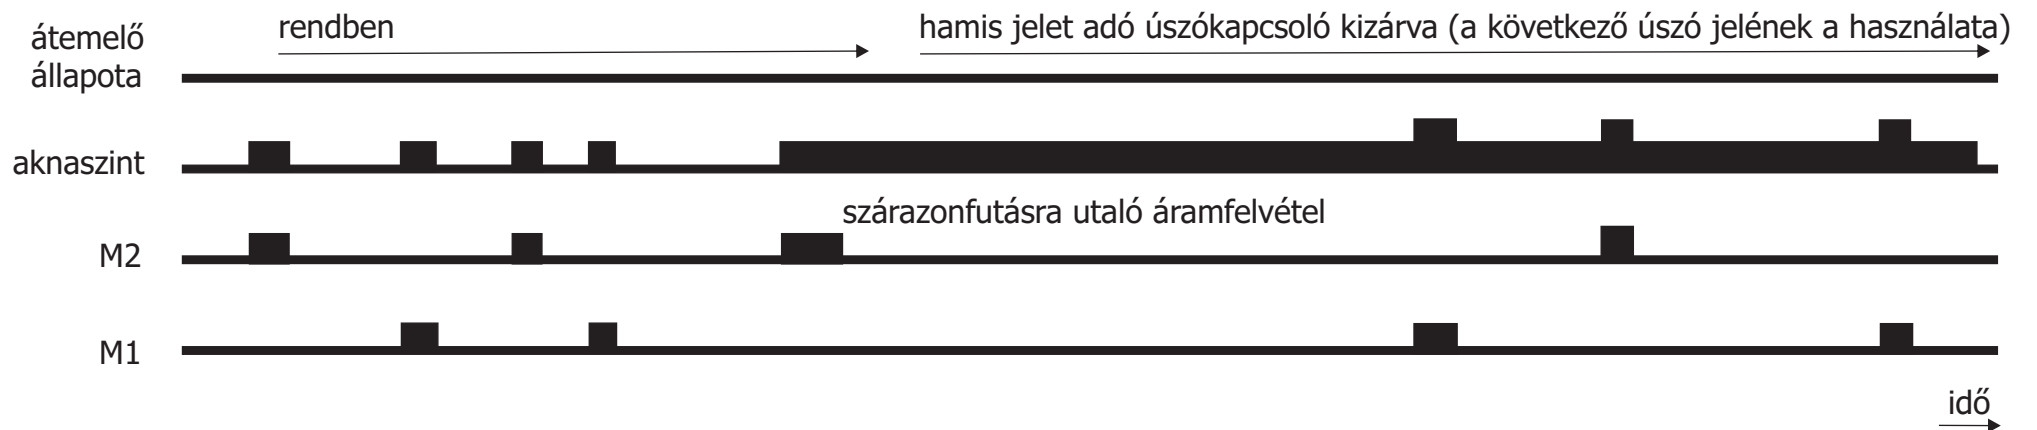 rendben
hamis jelet adó úszókapcsoló kizárva (a következő úszó jelének a használata)
átemelő
állapota
aknaszint
szárazonfutásra utaló áramfelvétel
M2
M1
idő